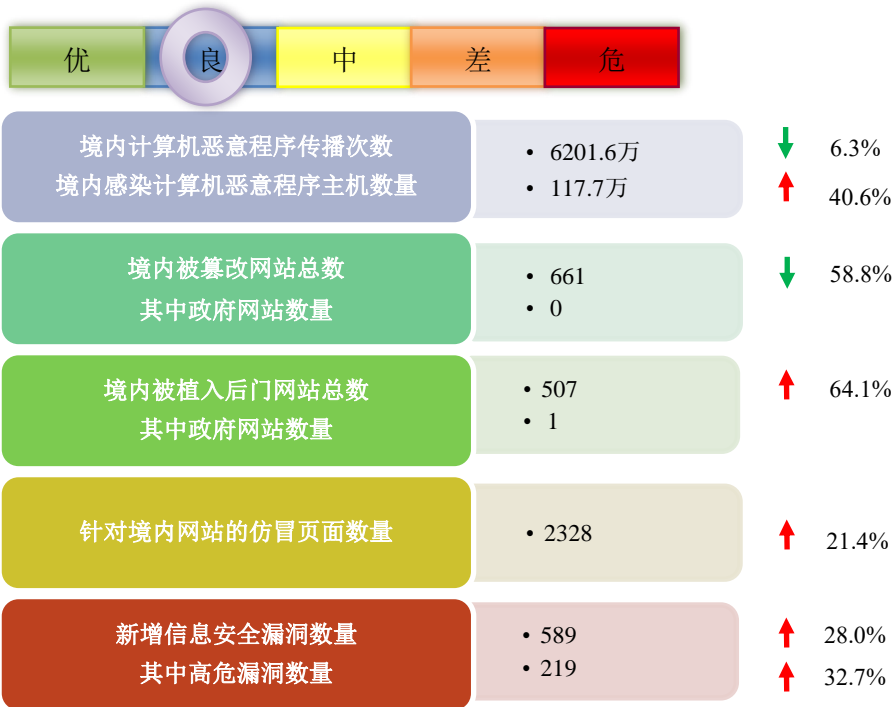 优 良 中 差 危
境内计算机恶意程序传播次数
境内感染计算机恶意程序主机数量
• 6201.6万
• 117.7万
6.3%
40.6%
境内被篡改网站总数
其中政府网站数量
• 661
• 0
58.8%
境内被植入后门网站总数
其中政府网站数量
• 507
• 1
64.1%
针对境内网站的仿冒页面数量
• 2328
21.4%
新增信息安全漏洞数量
其中高危漏洞数量
• 589
• 219
28.0%
32.7%